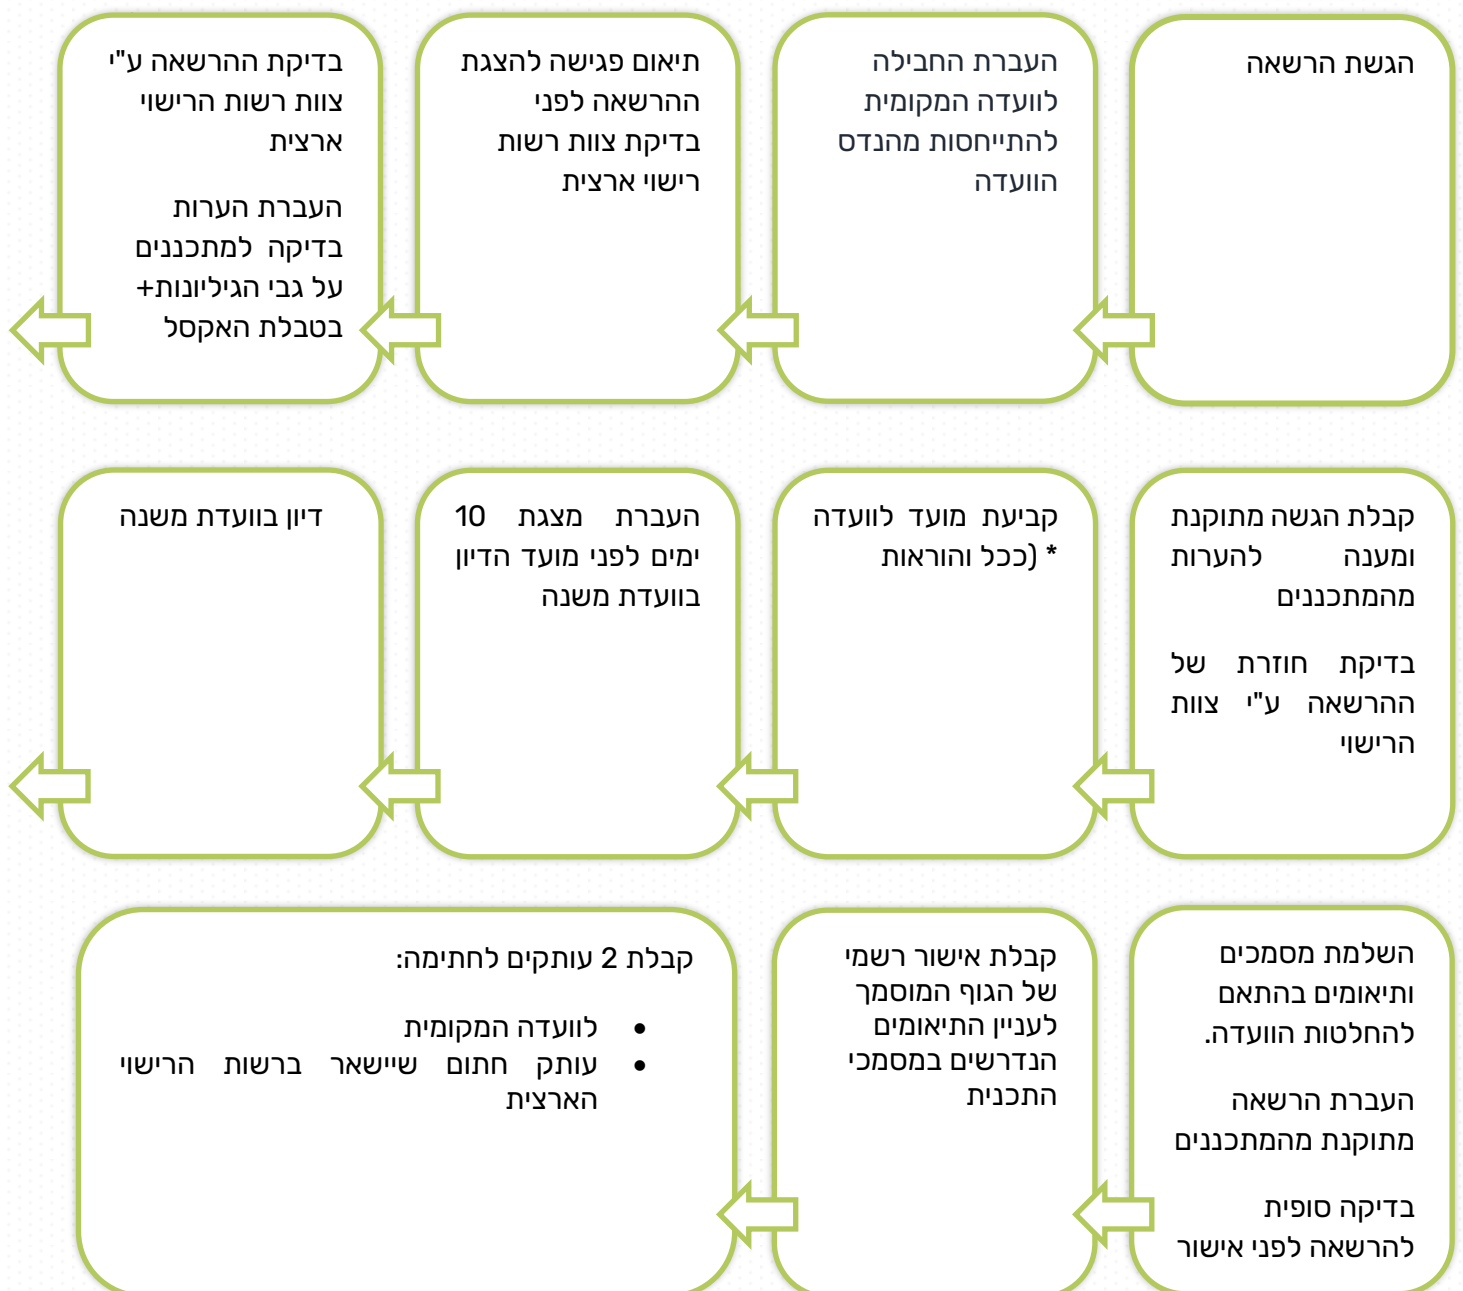 הגשת הרשאה
העברת החבילה
לוועדה המקומית
להתייחסות מהנדס
הוועדה
תיאום פגישה להצגת
ההרשאה לפני
בדיקת צוות רשות
רישוי ארצית
בדיקת ההרשאה ע"י
צוות רשות הרישוי
ארצית
העברת הערות
בדיקה למתכננים
על גבי הגיליונות+
בטבלת האקסל
קבלת הגשה מתוקנת
ומענה להערות
מהמתכננים
בדיקת חוזרת של
ההרשאה ע"י צוות
הרישוי
קביעת מועד לוועדה
* (ככל והוראות
העברת מצגת 10
ימים לפני מועד הדיון
בוועדת משנה
דיון בוועדת משנה
השלמת מסמכים
ותיאומים בהתאם
להחלטות הוועדה.
העברת הרשאה
מתוקנת מהמתכננים
בדיקה סופית
להרשאה לפני אישור
קבלת אישור רשמי
של הגוף המוסמך
לעניין התיאומים
הנדרשים במסמכי
התכנית
קבלת 2 עותקים לחתימה:
• לוועדה המקומית
• עותק חתום שיישאר ברשות הרישוי
הארצית